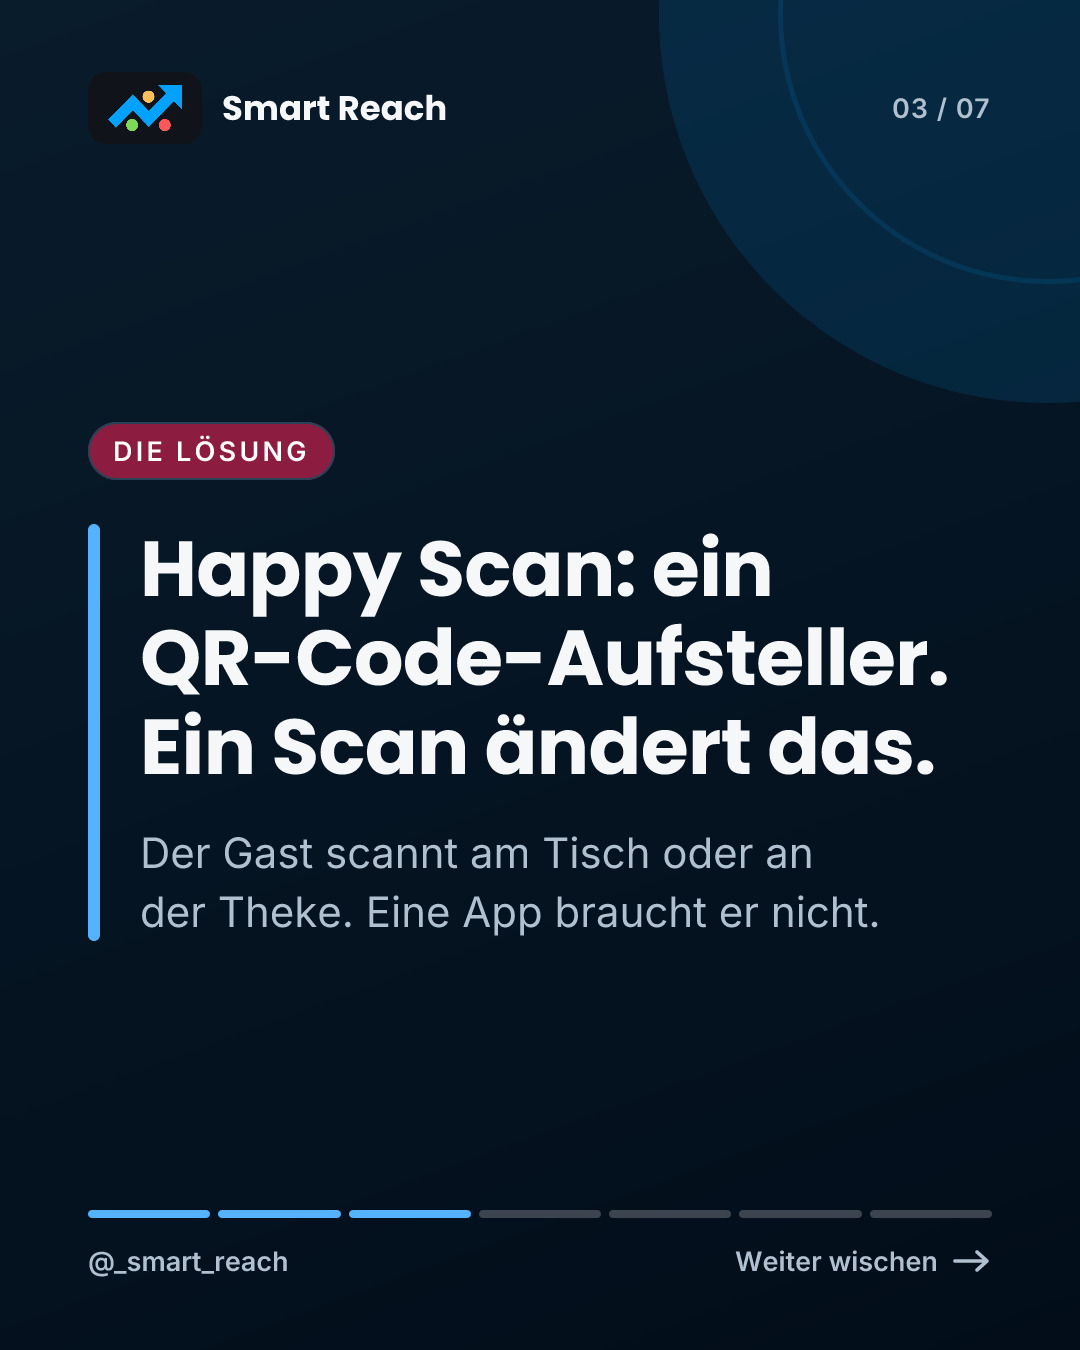 Smart Reach
03 / 07
DIE LÖSUNG
Happy Scan: ein
QR-Code-Aufsteller.
Ein Scan ändert das.
Der Gast scannt am Tisch oder an
der Theke. Eine App braucht er nicht.
@_smart_reach
Weiter wischen →